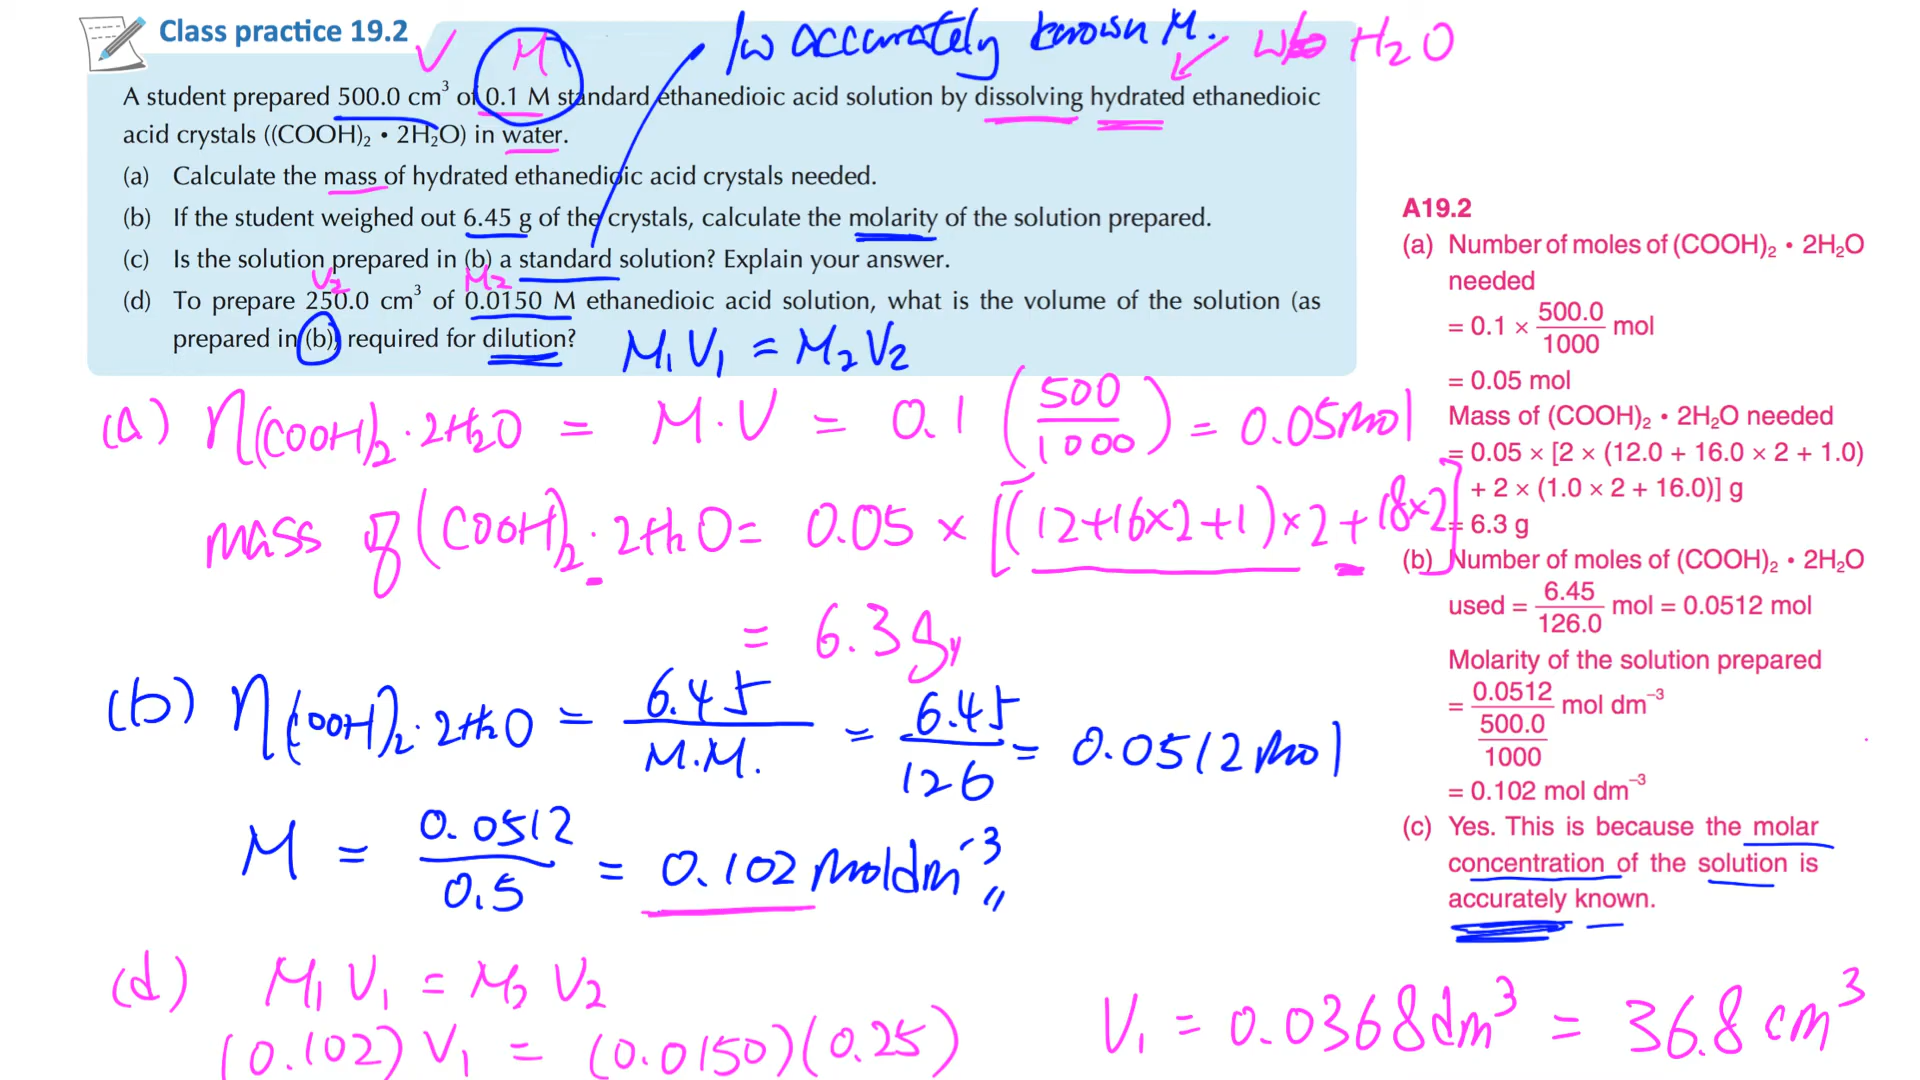 Class practice 19.2
V M
/w accurately known M. w/o H2O
A student prepared 500.0 cm³ of 0.1 M standard ethanedioic acid solution by dissolving hydrated ethanedioic
acid crystals ((COOH)₂ • 2H₂O) in water.
(a) Calculate the mass of hydrated ethanedioic acid crystals needed.
(b) If the student weighed out 6.45 g of the crystals, calculate the molarity of the solution prepared.
(c) Is the solution prepared in (b) a standard solution? Explain your answer.
V2 M2
(d) To prepare 250.0 cm³ of 0.0150 M ethanedioic acid solution, what is the volume of the solution (as
prepared in (b)) required for dilution?
M₁V₁ = M₂V₂
(a) n(COOH)₂·2H₂O = M·V = 0.1 (500/1000) = 0.05mol
mass of (COOH)₂·2H₂O = 0.05 × [(12+16×2+1)×2+18×2]
= 6.3g
(b) n(COOH)₂·2H₂O = 6.45/M.M. = 6.45/126 = 0.0512mol
M = 0.0512/0.5 = 0.102 moldm⁻³
(d) M₁V₁ = M₂V₂
(0.102)V₁ = (0.0150)(0.25)
V₁ = 0.0368dm³ = 36.8cm³
A19.2
(a) Number of moles of (COOH)₂ • 2H₂O
needed
= 0.1 × 500.0/1000 mol
= 0.05 mol
Mass of (COOH)₂ • 2H₂O needed
= 0.05 × [2 × (12.0 + 16.0 × 2 + 1.0)
+ 2 × (1.0 × 2 + 16.0)] g
= 6.3 g
(b) Number of moles of (COOH)₂ • 2H₂O
used = 6.45/126.0 mol = 0.0512 mol
Molarity of the solution prepared
= 0.0512/(500.0/1000) mol dm⁻³
= 0.102 mol dm⁻³
(c) Yes. This is because the molar
concentration of the solution is
accurately known.